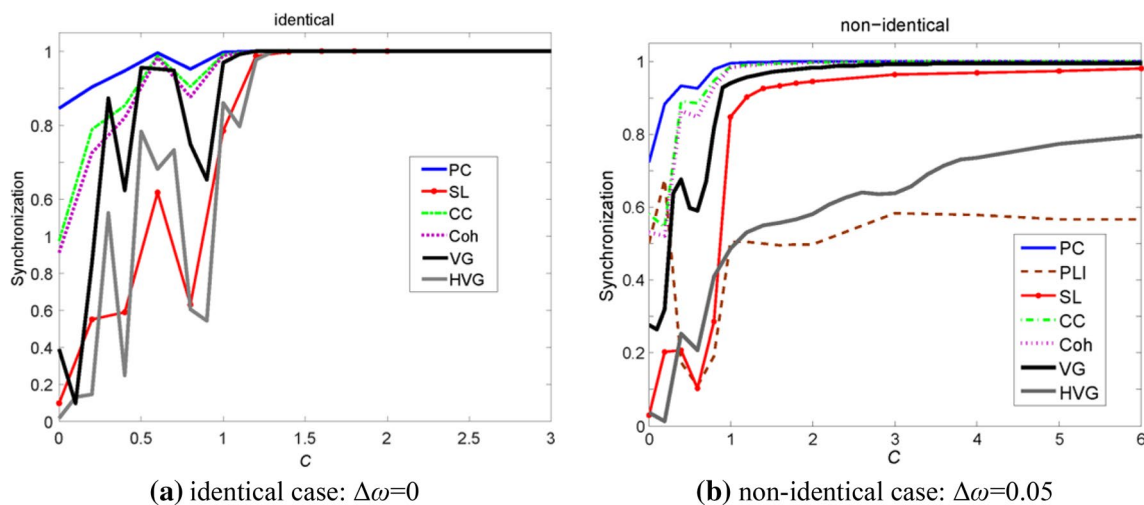 identical
Synchronization
1
0.8
0.6
1
0.8
0.6
0.4
0.2
0
0 0.5 1 1.5 2 2.5 3
C
PC
SL
CC
Coh
VG
HVG
(a) identical case: Δω=0
non−identical
Synchronization
1
0.8
0.6
0.4
0.2
0
0 1 2 3 4 5 6
C
PC
PLI
SL
CC
Coh
VG
HVG
(b) non-identical case: Δω=0.05